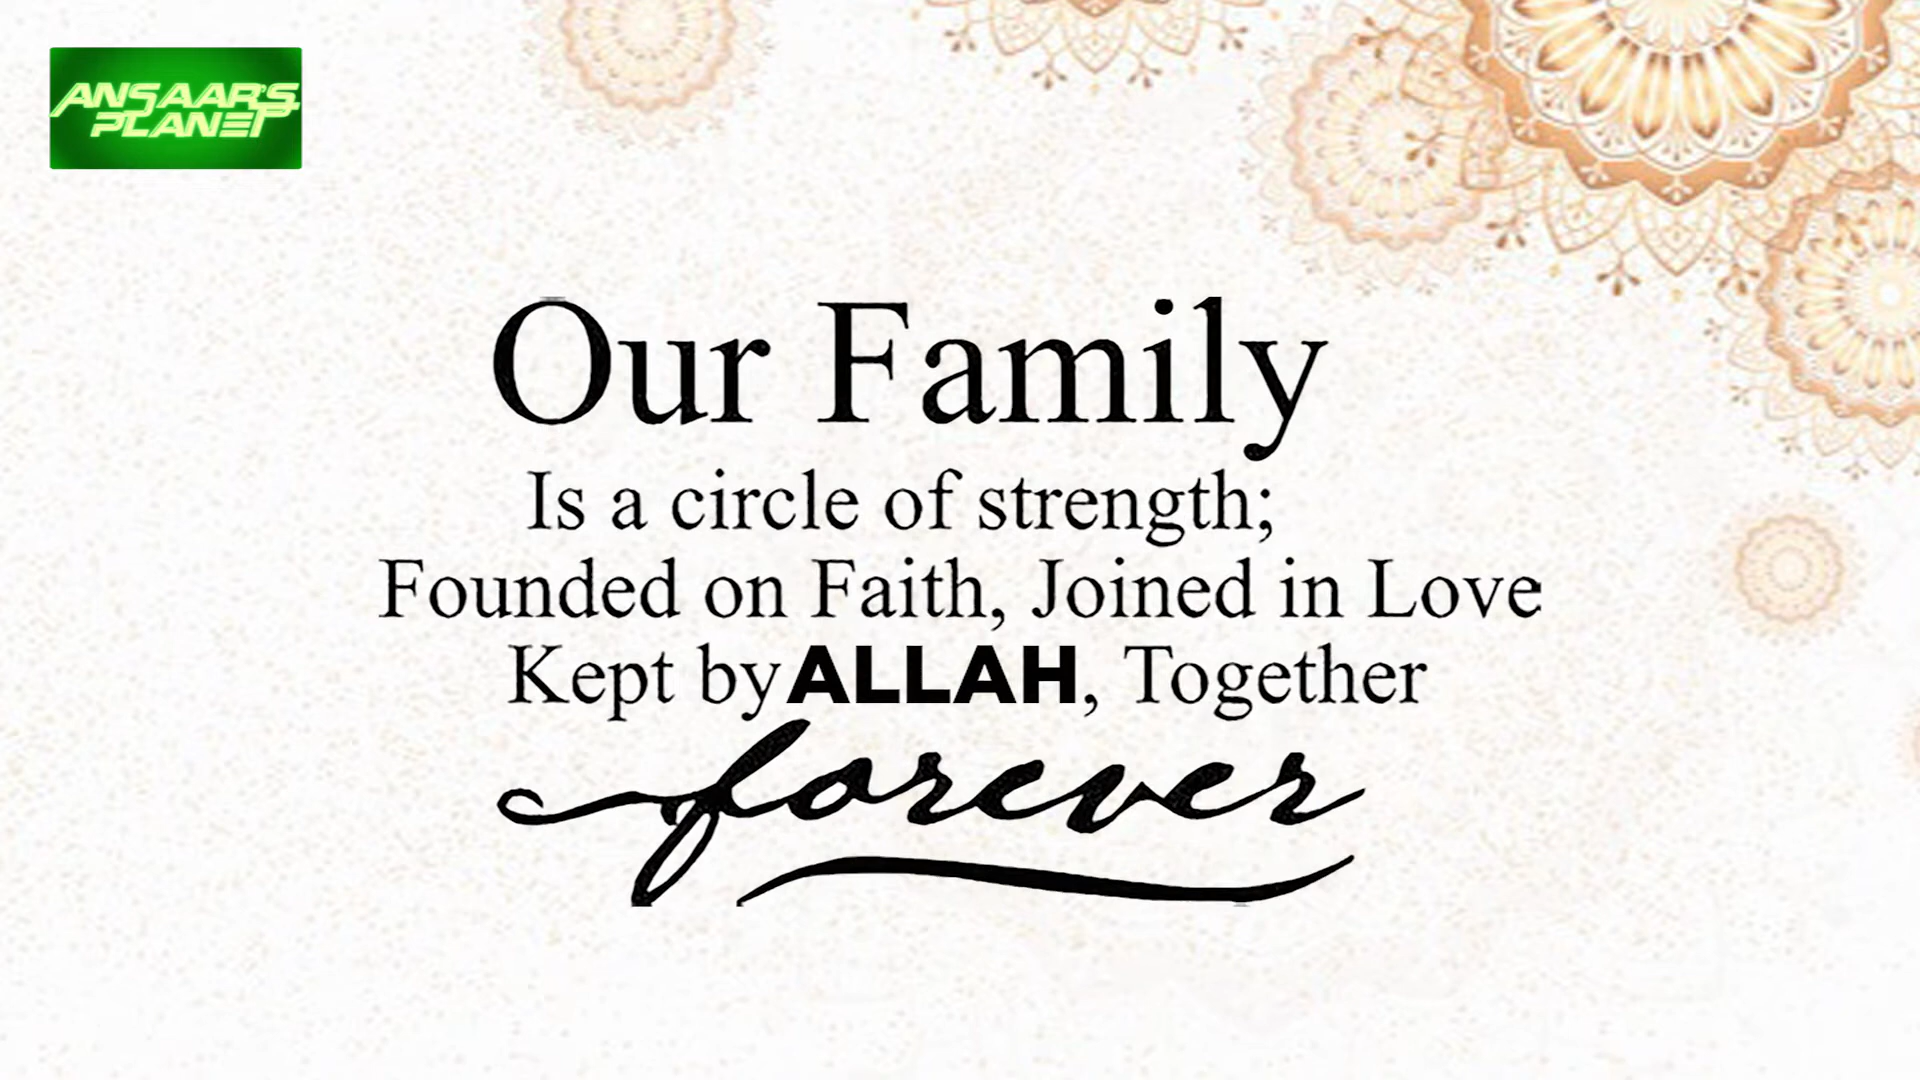 ANSAAR'S
PLANET
Our Family
Is a circle of strength;
Founded on Faith, Joined in Love
Kept by ALLAH, Together
forever